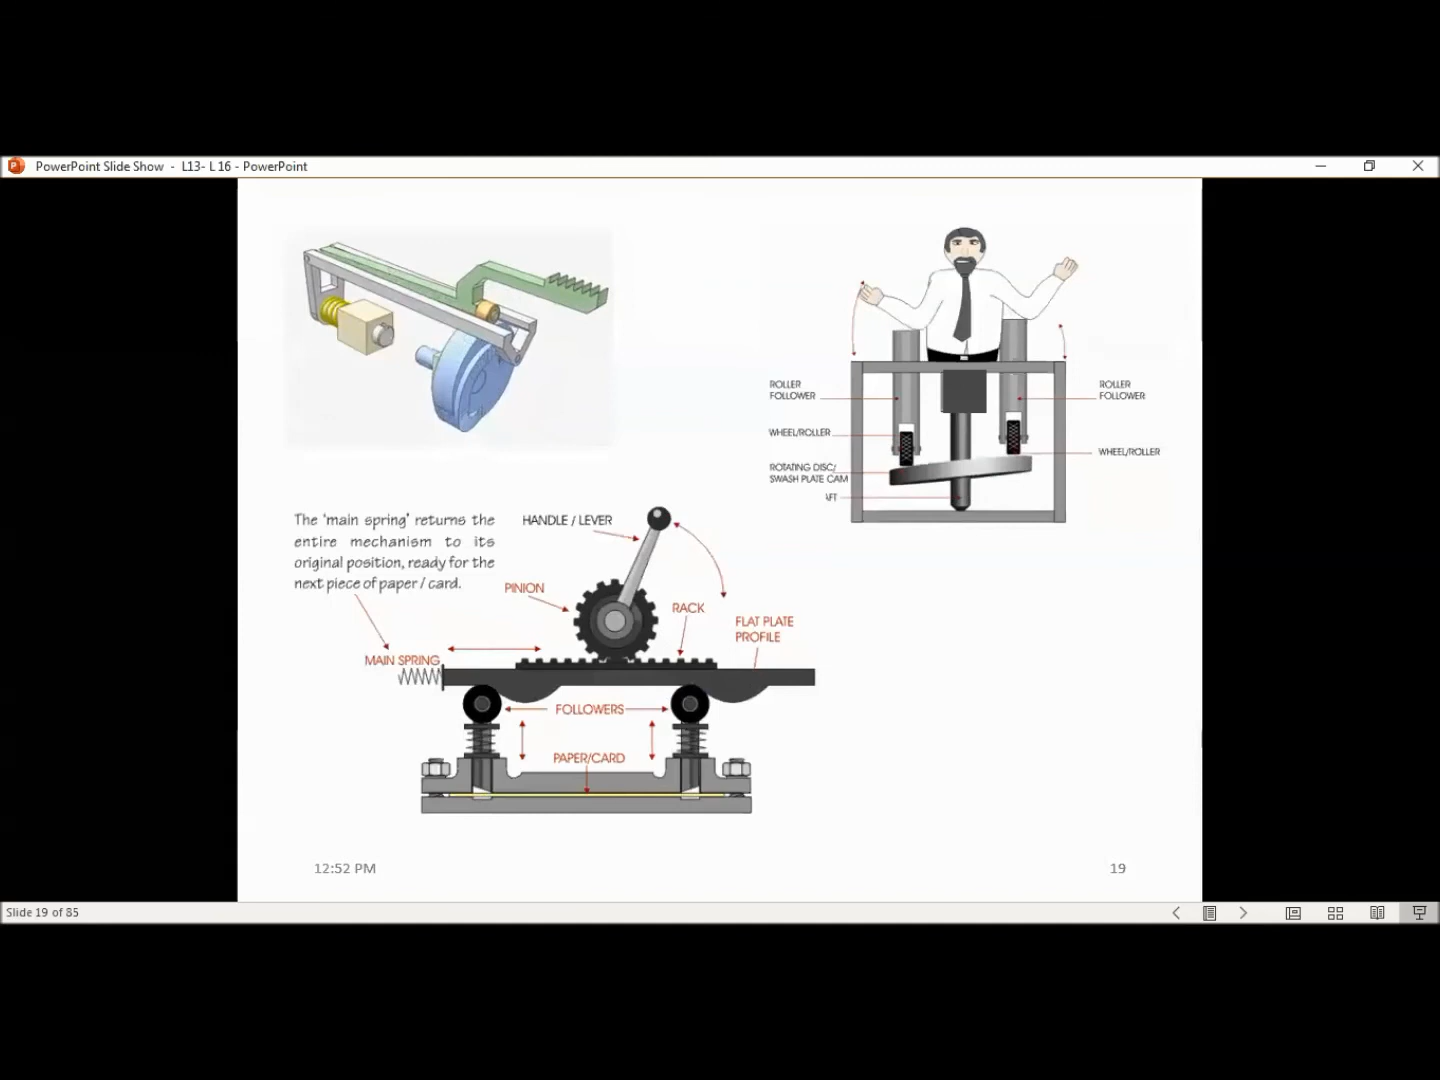 PowerPoint Slide Show - L13- L 16 - PowerPoint
ROLLER
FOLLOWER
WHEEL/ROLLER
ROTATING DISC/
SWASH PLATE CAM
AFT
ROLLER
FOLLOWER
WHEEL/ROLLER
The 'main spring' returns the
entire mechanism to its
original position, ready for the
next piece of paper / card.
HANDLE / LEVER
PINION
RACK
FLAT PLATE
PROFILE
MAIN SPRING
FOLLOWERS
PAPER/CARD
12:52 PM
19
Slide 19 of 85